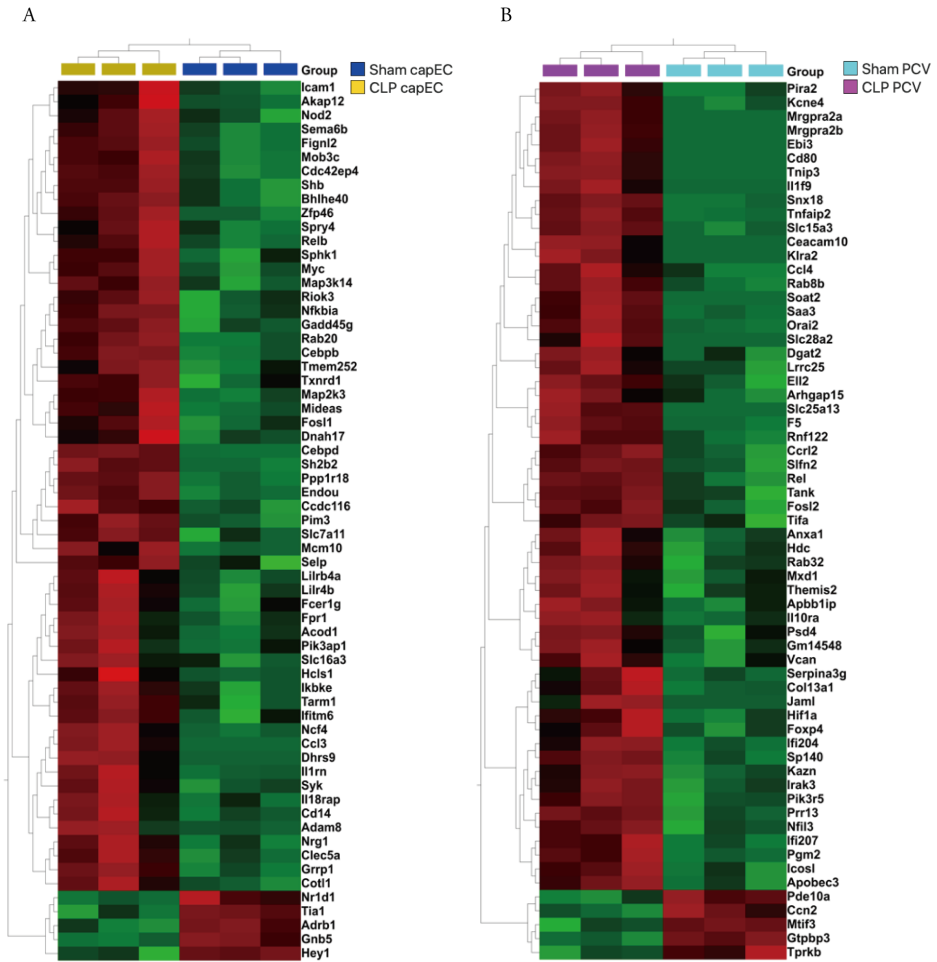 A
B
Group
Sham capEC
CLP capEC
Icam1
Akap12
Nod2
Sema6b
Fignl2
Mob3c
Cdc42ep4
Shb
Bhlhe40
Zfp46
Spry4
Relb
Sphk1
Myc
Map3k14
Riok3
Nfkbia
Gadd45g
Rab20
Cebpb
Tmem252
Txnrd1
Map2k3
Mideas
Fosl1
Dnah17
Cebpd
Sh2b2
Ppp1r18
Endou
Ccdc116
Pim3
Slc7a11
Mcm10
Selp
Lilrb4a
Lilr4b
Fcer1g
Fpr1
Acod1
Pik3ap1
Slc16a3
Hcls1
Ikbke
Tarm1
Ifitm6
Ncf4
Ccl3
Dhrs9
Il1rn
Syk
Il18rap
Cd14
Adam8
Nrg1
Clec5a
Grrp1
Cotl1
Nr1d1
Tia1
Adrb1
Gnb5
Hey1
Group
Sham PCV
CLP PCV
Pira2
Kcne4
Mrgpra2a
Mrgpra2b
Ebi3
Cd80
Tnip3
Il1f9
Snx18
Tnfaip2
Slc15a3
Ceacam10
Klra2
Ccl4
Rab8b
Soat2
Saa3
Orai2
Slc28a2
Dgat2
Lrrc25
Ell2
Arhgap15
Slc25a13
F5
Rnf122
Ccrl2
Slfn2
Rel
Tank
Fosl2
Tifa
Anxa1
Hdc
Rab32
Mxd1
Themis2
Apbb1ip
Il10ra
Psd4
Gm14548
Vcan
Serpina3g
Col13a1
Jaml
Hif1a
Foxp4
Ifi204
Sp140
Kazn
Irak3
Pik3r5
Prr13
Nfil3
Ifi207
Pgm2
Icosl
Apobec3
Pde10a
Ccn2
Mtif3
Gtpbp3
Tprkb